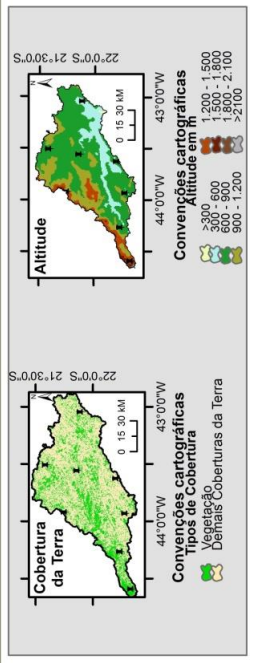 Cobertura
da Terra
44°0'0"W
43°0'0"W
21°30'0"S
22°0'0"S
N
0 15 30 KM
Convenções cartográficas
Tipos de Cobertura
Vegetação
Demais Coberturas da Terra
Altitude
44°0'0"W
43°0'0"W
21°30'0"S
22°0'0"S
N
0 15 30 KM
Convenções cartográficas
Altitude em m
>300
300 - 600
600 - 900
900 - 1.200
1.200 - 1.500
1.500 - 1.800
1.800 - 2.100
>2100